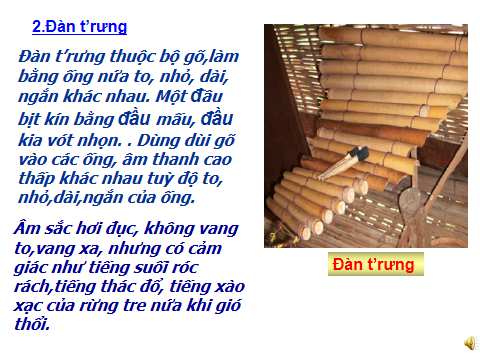 2.Đàn t’rưng
Đàn t’rưng thuộc bộ gõ,làm
bằng ống nứa to, nhỏ, dài,
ngắn khác nhau. Một đầu
bịt kín bằng đầu mấu, đầu
kia vót nhọn. . Dùng dùi gõ
vào các ống, âm thanh cao
thấp khác nhau tuỳ độ to,
nhỏ,dài,ngắn của ống.
Âm sắc hơi đục, không vang
to,vang xa, nhưng có cảm
giác như tiếng suối róc
rách,tiếng thác đổ, tiếng xào
xạc của rừng tre nứa khi gió
thổi.
Đàn t’rưng